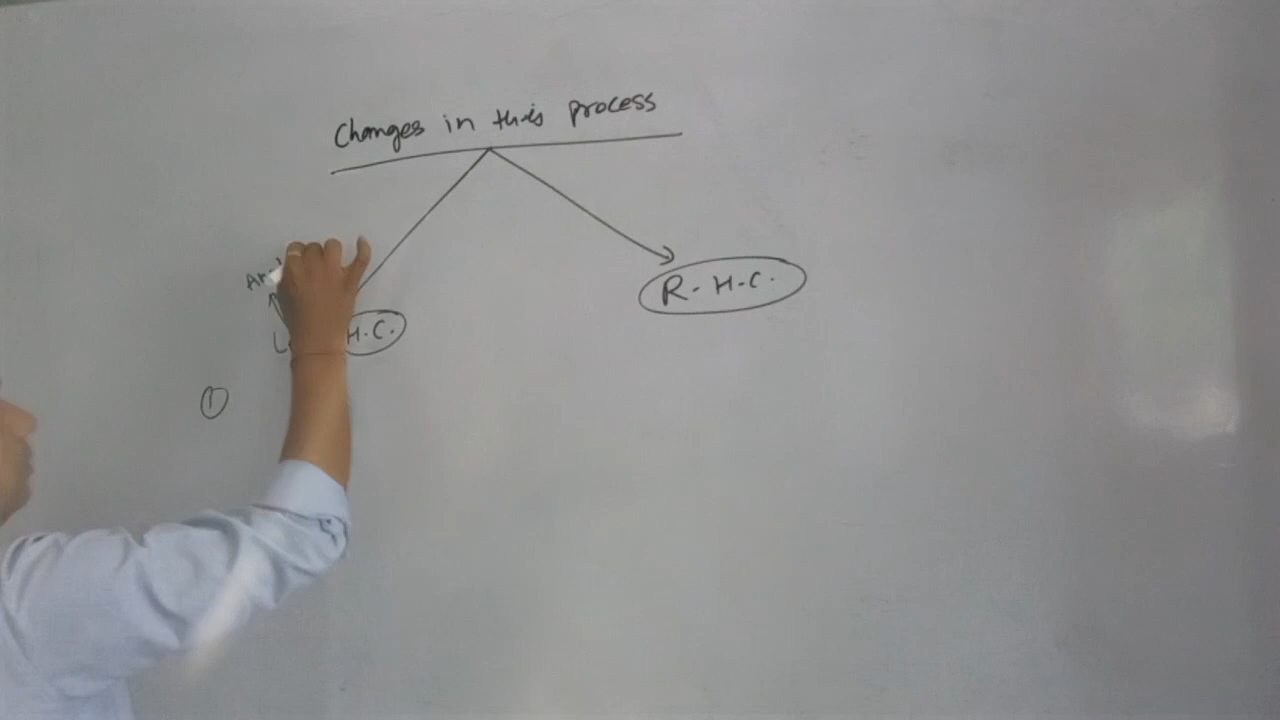 Changes in this process
R.H.C.
H.C.
①